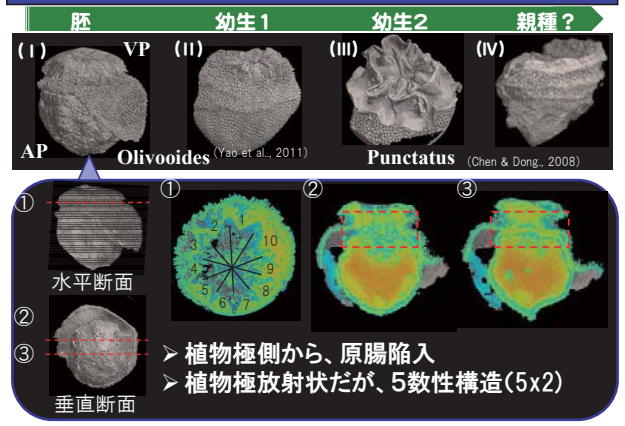 胚 幼生1 幼生2 親種？
(I) VP (II) (III) (IV)
AP Olivooides (Yao et al., 2011) Punctatus (Chen & Dong., 2008)
① ① ② ③
1
2 10
3
4 9
5 8
6 7
水平断面
②
③
垂直断面
➢ 植物極側から、原腸陥入
➢ 植物極放射状だが、５数性構造(5x2)